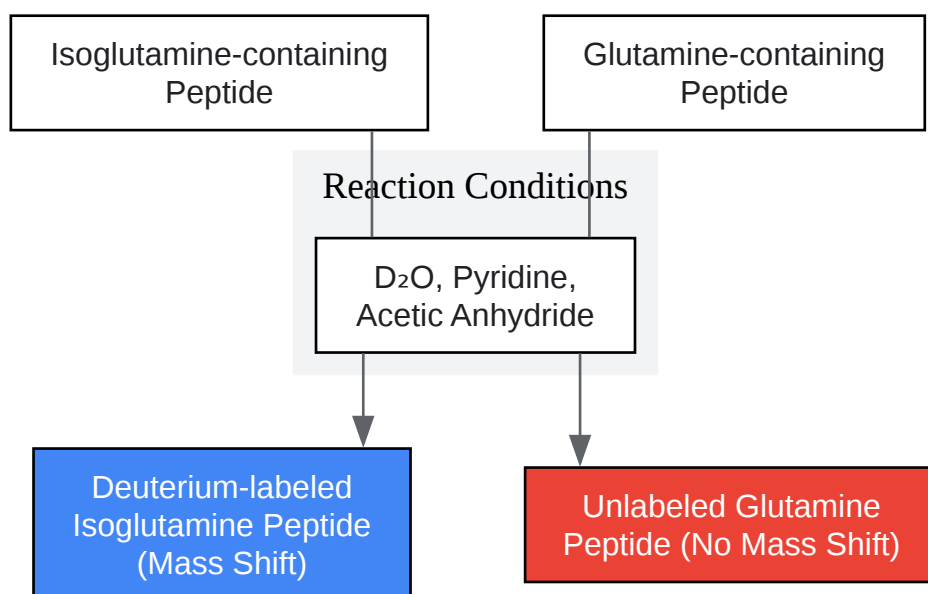 Isoglutamine-containing
Peptide
Glutamine-containing
Peptide
Reaction Conditions
D₂O, Pyridine,
Acetic Anhydride
Deuterium-labeled
Isoglutamine Peptide
(Mass Shift)
Unlabeled Glutamine
Peptide (No Mass Shift)